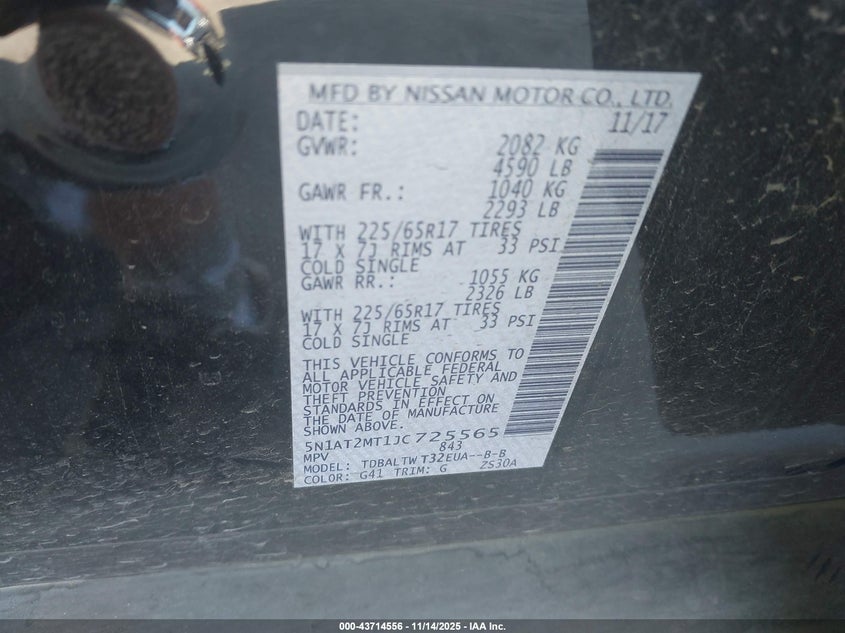 MFD BY NISSAN MOTOR CO., LTD.
DATE: 11/17
GVWR: 2082 KG
4590 LB
GAWR FR.: 1040 KG
2293 LB
WITH 225/65R17 TIRES
17 X 7J RIMS AT 33 PSI
COLD SINGLE
GAWR RR.: 1055 KG
2326 LB
WITH 225/65R17 TIRES
17 X 7J RIMS AT 33 PSI
COLD SINGLE
THIS VEHICLE CONFORMS TO
ALL APPLICABLE FEDERAL
MOTOR VEHICLE SAFETY AND
THEFT PREVENTION
STANDARDS IN EFFECT ON
THE DATE OF MANUFACTURE
SHOWN ABOVE.
5N1AT2MT1JC725565
MPV 843
MODEL: TDBALTWT32EUA--B-B
COLOR: G41 TRIM: G ZS30A
000-43714556 | 11/14/2025 - IAA Inc.